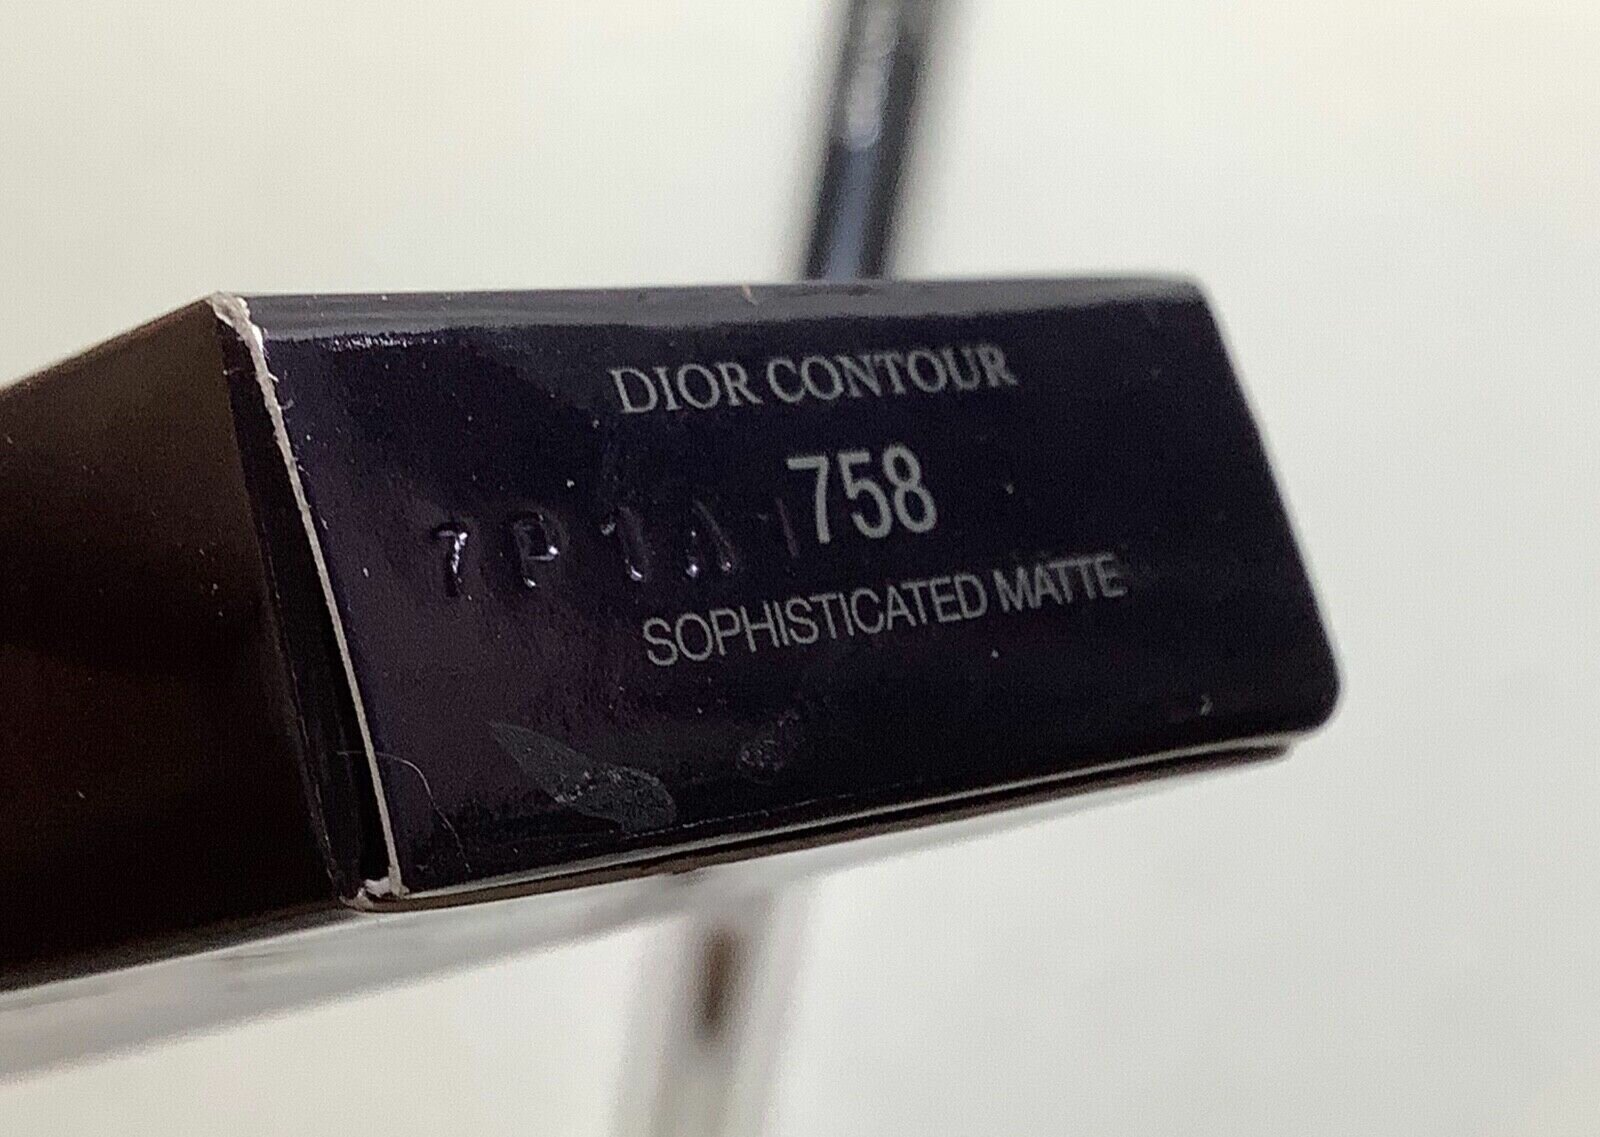 DIOR CONTOUR
758
SOPHISTICATED MATTE